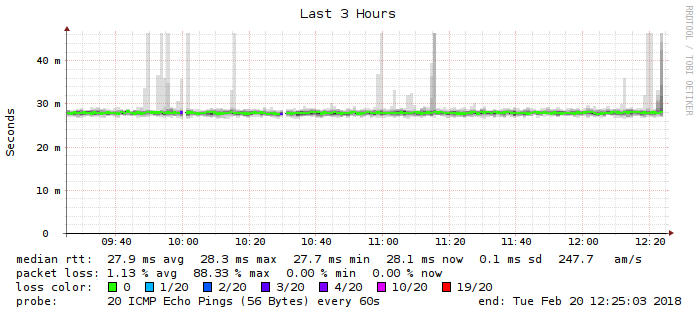 Last 3 Hours
RRDTOOL / TOBI OETIKER
Seconds
40 m
30 m
20 m
10 m
0
09:40 10:00 10:20 10:40 11:00 11:20 11:40 12:00 12:20
median rtt: 27.9 ms avg 28.3 ms max 27.7 ms min 28.1 ms now 0.1 ms sd 247.7 am/s
packet loss: 1.13 % avg 88.33 % max 0.00 % min 0.00 % now
loss color: 0 1/20 2/20 3/20 4/20 10/20 19/20
probe: 20 ICMP Echo Pings (56 Bytes) every 60s end: Tue Feb 20 12:25:03 2018